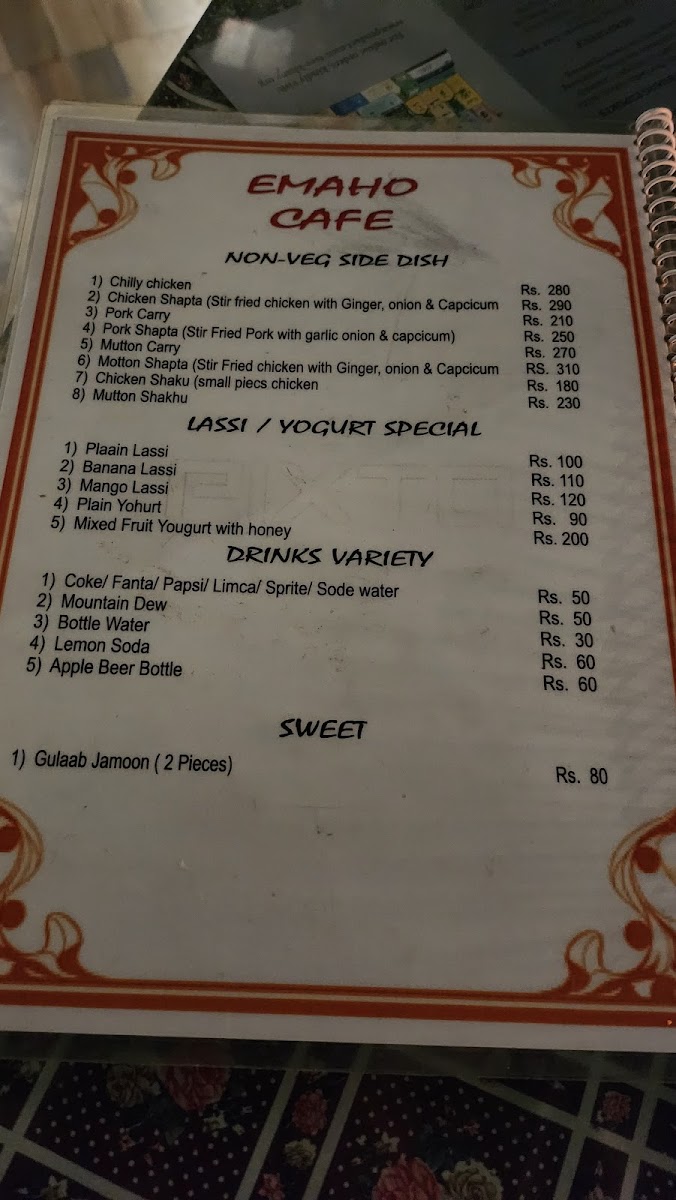 EMAHO
CAFE
NON-VEG SIDE DISH
1) Chilly chicken Rs. 280
2) Chicken Shapta (Stir fried chicken with Ginger, onion & Capcicum Rs. 290
3) Pork Carry Rs. 210
4) Pork Shapta (Stir Fried Pork with garlic onion & capcicum) Rs. 250
5) Mutton Carry Rs. 270
6) Motton Shapta (Stir Fried chicken with Ginger, onion & Capcicum RS. 310
7) Chicken Shaku (small piecs chicken Rs. 180
8) Mutton Shakhu Rs. 230
LASSI / YOGURT SPECIAL
1) Plaain Lassi Rs. 100
2) Banana Lassi Rs. 110
3) Mango Lassi Rs. 120
4) Plain Yohurt Rs. 90
5) Mixed Fruit Yougurt with honey Rs. 200
DRINKS VARIETY
1) Coke/ Fanta/ Papsi/ Limca/ Sprite/ Sode water Rs. 50
2) Mountain Dew Rs. 50
3) Bottle Water Rs. 30
4) Lemon Soda Rs. 60
5) Apple Beer Bottle Rs. 60
SWEET
1) Gulaab Jamoon ( 2 Pieces) Rs. 80